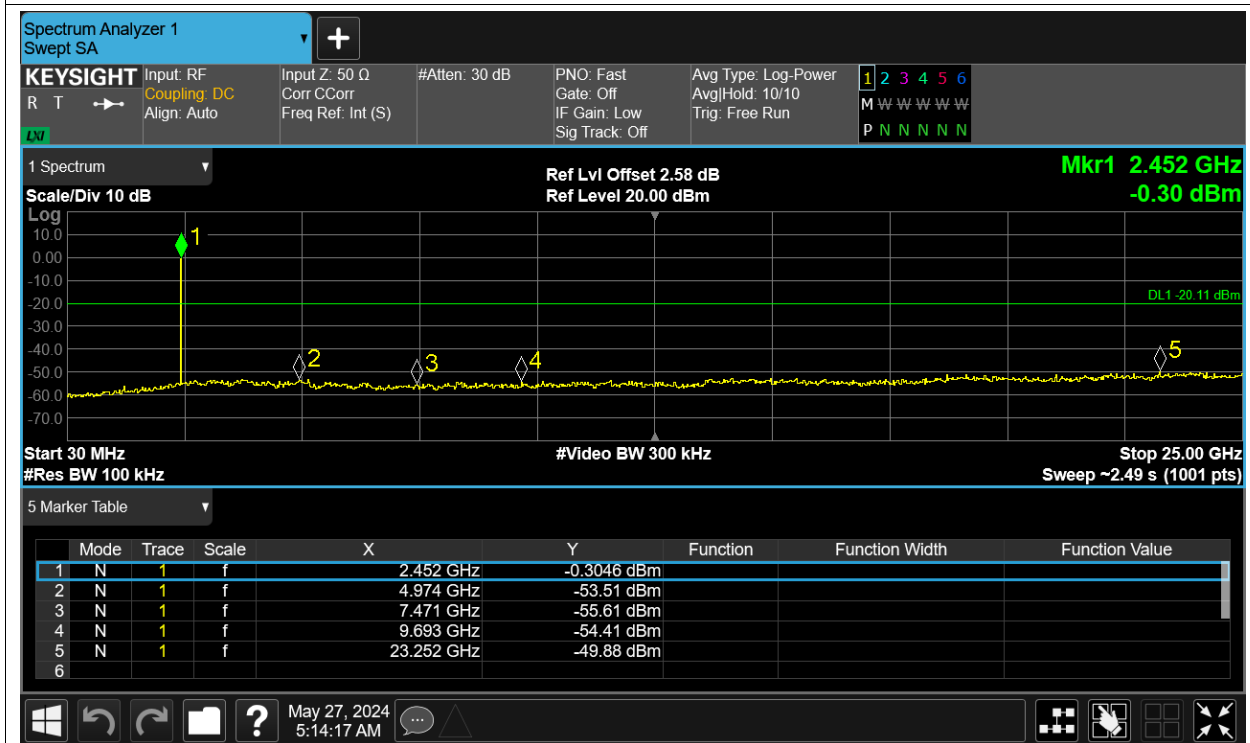 Spectrum Analyzer 1
Swept SA
KEYSIGHT
R T
LXI
Input: RF
Coupling: DC
Align: Auto
Input Z: 50 Ω
Corr CCorr
Freq Ref: Int (S)
#Atten: 30 dB
PNO: Fast
Gate: Off
IF Gain: Low
Sig Track: Off
Avg Type: Log-Power
Avg|Hold: 10/10
Trig: Free Run
1 2 3 4 5 6
M W W W W W
P N N N N N
1 Spectrum
Scale/Div 10 dB
Ref Lvl Offset 2.58 dB
Ref Level 20.00 dBm
Mkr1 2.452 GHz
-0.30 dBm
Log
10.0
0.00
-10.0
-20.0
-30.0
-40.0
-50.0
-60.0
-70.0
1
2
3
4
5
DL1 -20.11 dBm
Start 30 MHz
#Video BW 300 kHz
Stop 25.00 GHz
#Res BW 100 kHz
Sweep ~2.49 s (1001 pts)
5 Marker Table
Mode Trace Scale X Y Function Function Width Function Value
1 N 1 f 2.452 GHz -0.3046 dBm
2 N 1 f 4.974 GHz -53.51 dBm
3 N 1 f 7.471 GHz -55.61 dBm
4 N 1 f 9.693 GHz -54.41 dBm
5 N 1 f 23.252 GHz -49.88 dBm
6
?
May 27, 2024
5:14:17 AM